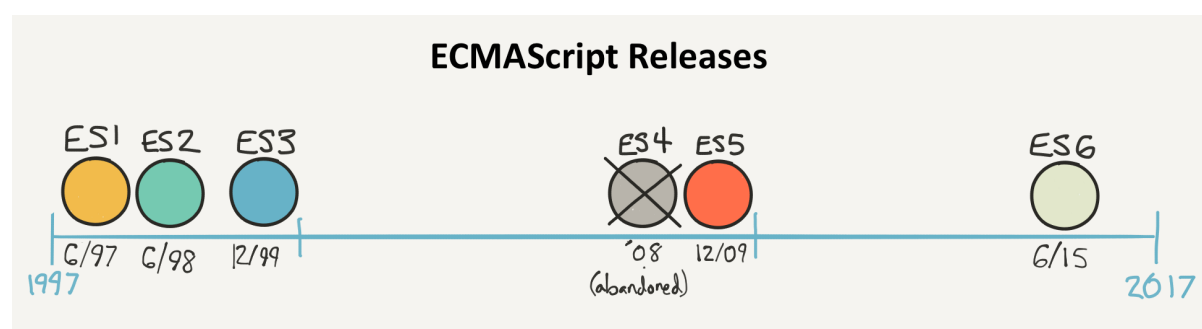 ECMAScript Releases
ES1 ES2 ES3 ES4 ES5 ES6
6/97 6/98 12/99 '08 12/09 6/15
(abandoned)
1997 2017